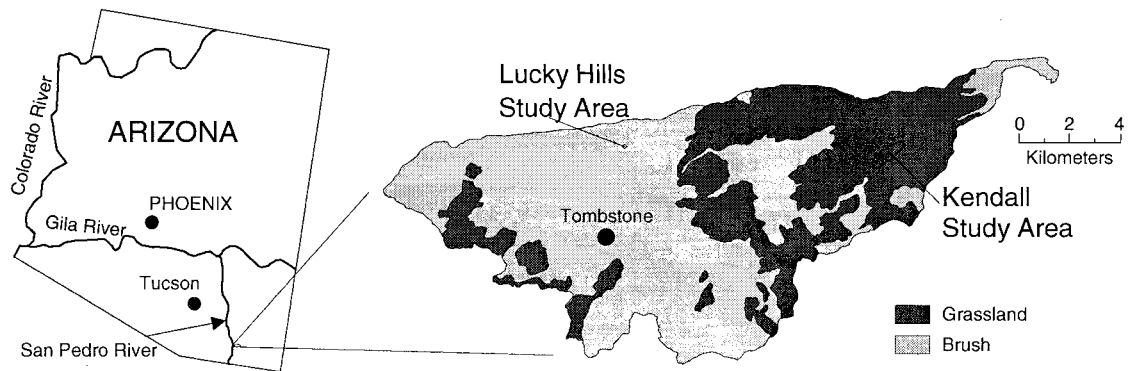 Colorado River
ARIZONA
PHOENIX
Gila River
Tucson
San Pedro River
Lucky Hills
Study Area
Tombstone
0 2 4
Kilometers
Kendall
Study Area
Grassland
Brush